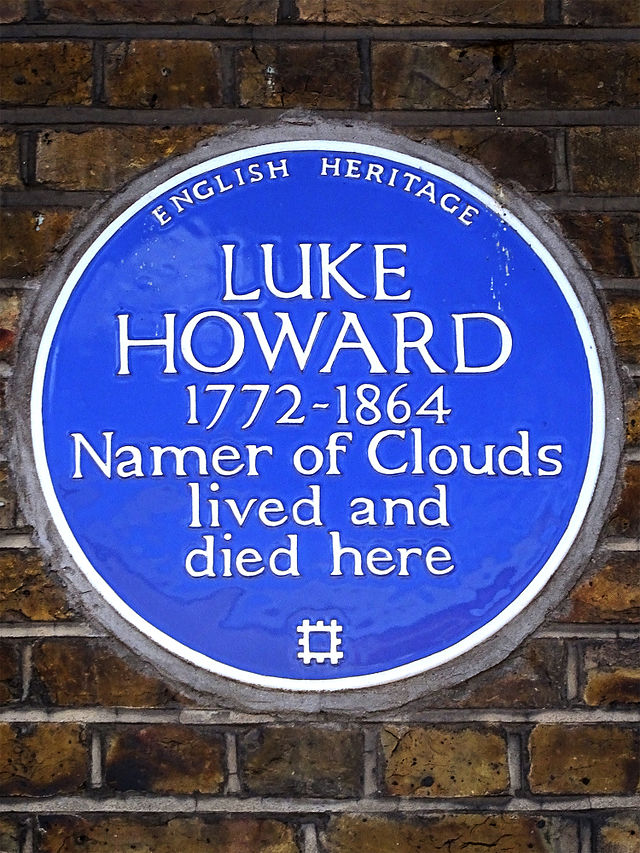 ENGLISH HERITAGE
LUKE
HOWARD
1772-1864
Namer of Clouds
lived and
died here